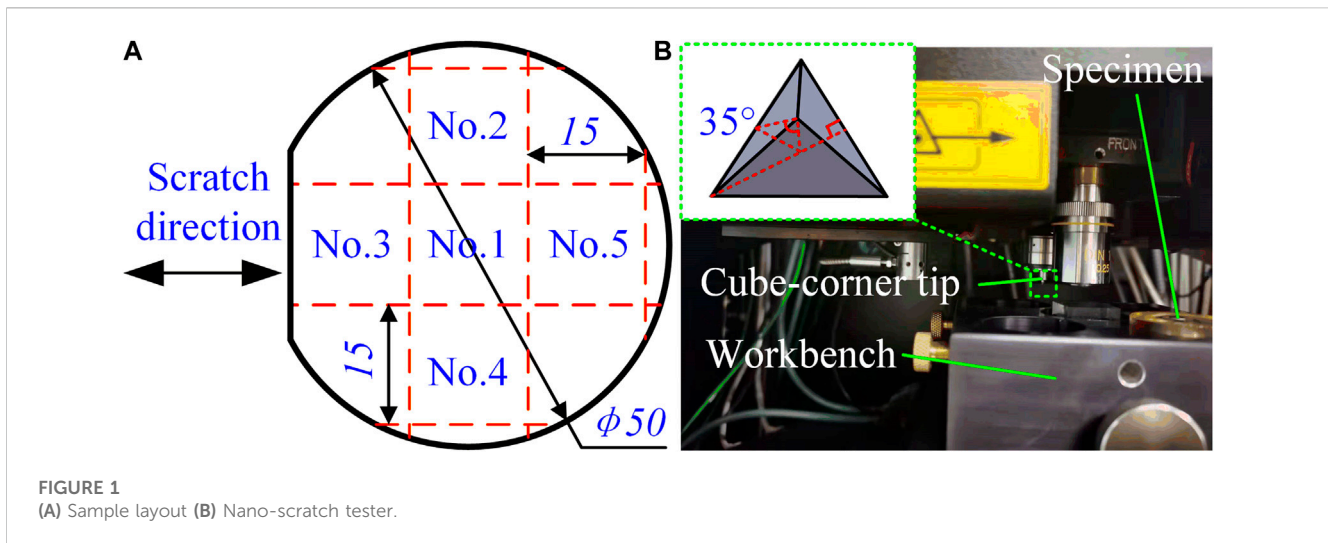 A
No.2
15
Scratch
direction
No.3
No.1
No.5
15
No.4
ϕ50
B
35°
Specimen
FRONT
Cube-corner tip
Workbench
FIGURE 1
(A) Sample layout (B) Nano-scratch tester.